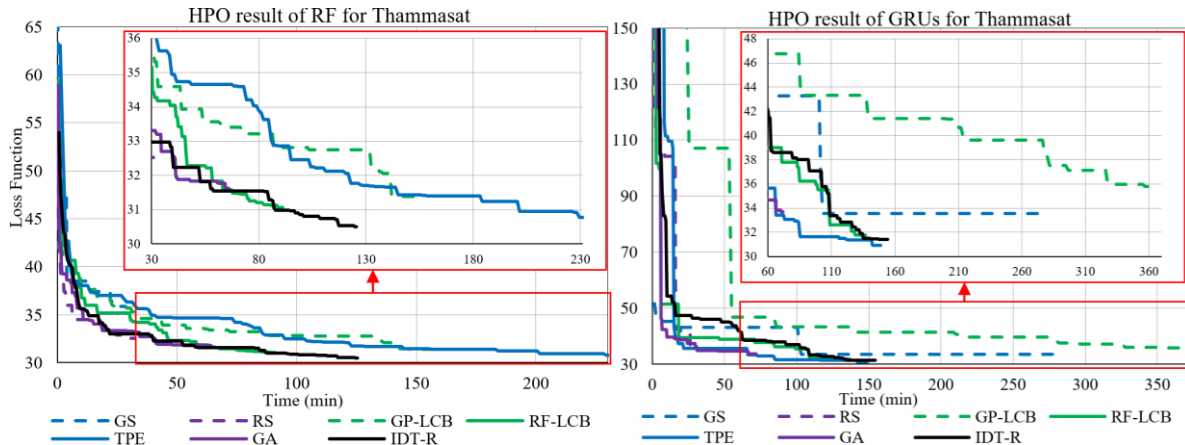 HPO result of RF for Thammasat
65
60
55
50
45
40
35
30
Loss Function
36
35
34
33
32
31
30
30 80 130 180 230
0 50 100 150 200
Time (min)
GS RS GP-LCB RF-LCB
TPE GA IDT-R
HPO result of GRUs for Thammasat
150
130
110
90
70
50
30
48
46
44
42
40
38
36
34
32
30
60 110 160 210 260 310 360
0 50 100 150 200 250 300 350
Time (min)
GS RS GP-LCB RF-LCB
TPE GA IDT-R